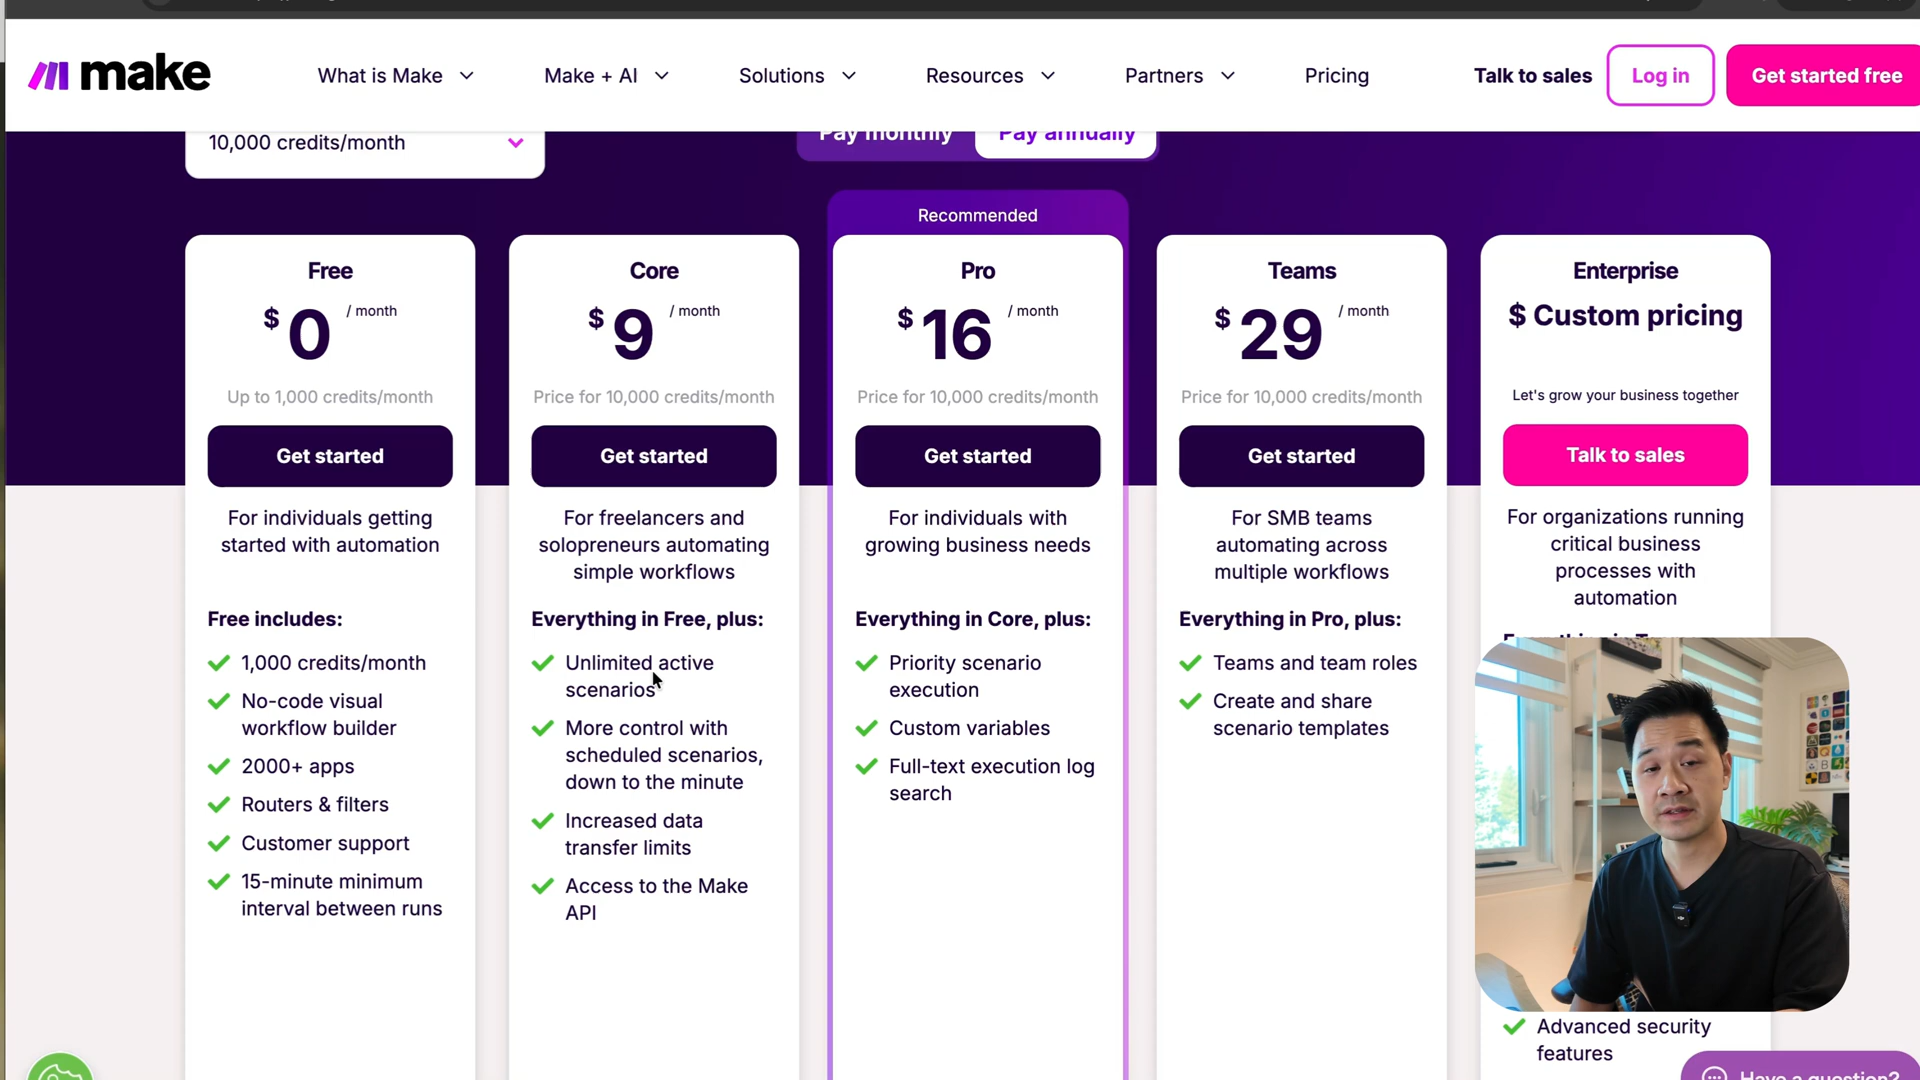 make
What is Make
Make + AI
Solutions
Resources
Partners
Pricing
Talk to sales
Log in
Get started free
10,000 credits/month
Pay monthly
Pay annually
Recommended
Free
$ 0 / month
Up to 1,000 credits/month
Get started
For individuals getting
started with automation
Free includes:
1,000 credits/month
No-code visual
workflow builder
2000+ apps
Routers & filters
Customer support
15-minute minimum
interval between runs
Core
$ 9 / month
Price for 10,000 credits/month
Get started
For freelancers and
solopreneurs automating
simple workflows
Everything in Free, plus:
Unlimited active
scenarios
More control with
scheduled scenarios,
down to the minute
Increased data
transfer limits
Access to the Make
API
Pro
$ 16 / month
Price for 10,000 credits/month
Get started
For individuals with
growing business needs
Everything in Core, plus:
Priority scenario
execution
Custom variables
Full-text execution log
search
Teams
$ 29 / month
Price for 10,000 credits/month
Get started
For SMB teams
automating across
multiple workflows
Everything in Pro, plus:
Teams and team roles
Create and share
scenario templates
Enterprise
$ Custom pricing
Let's grow your business together
Talk to sales
For organizations running
critical business
processes with
automation
Advanced security
features
Have a question?